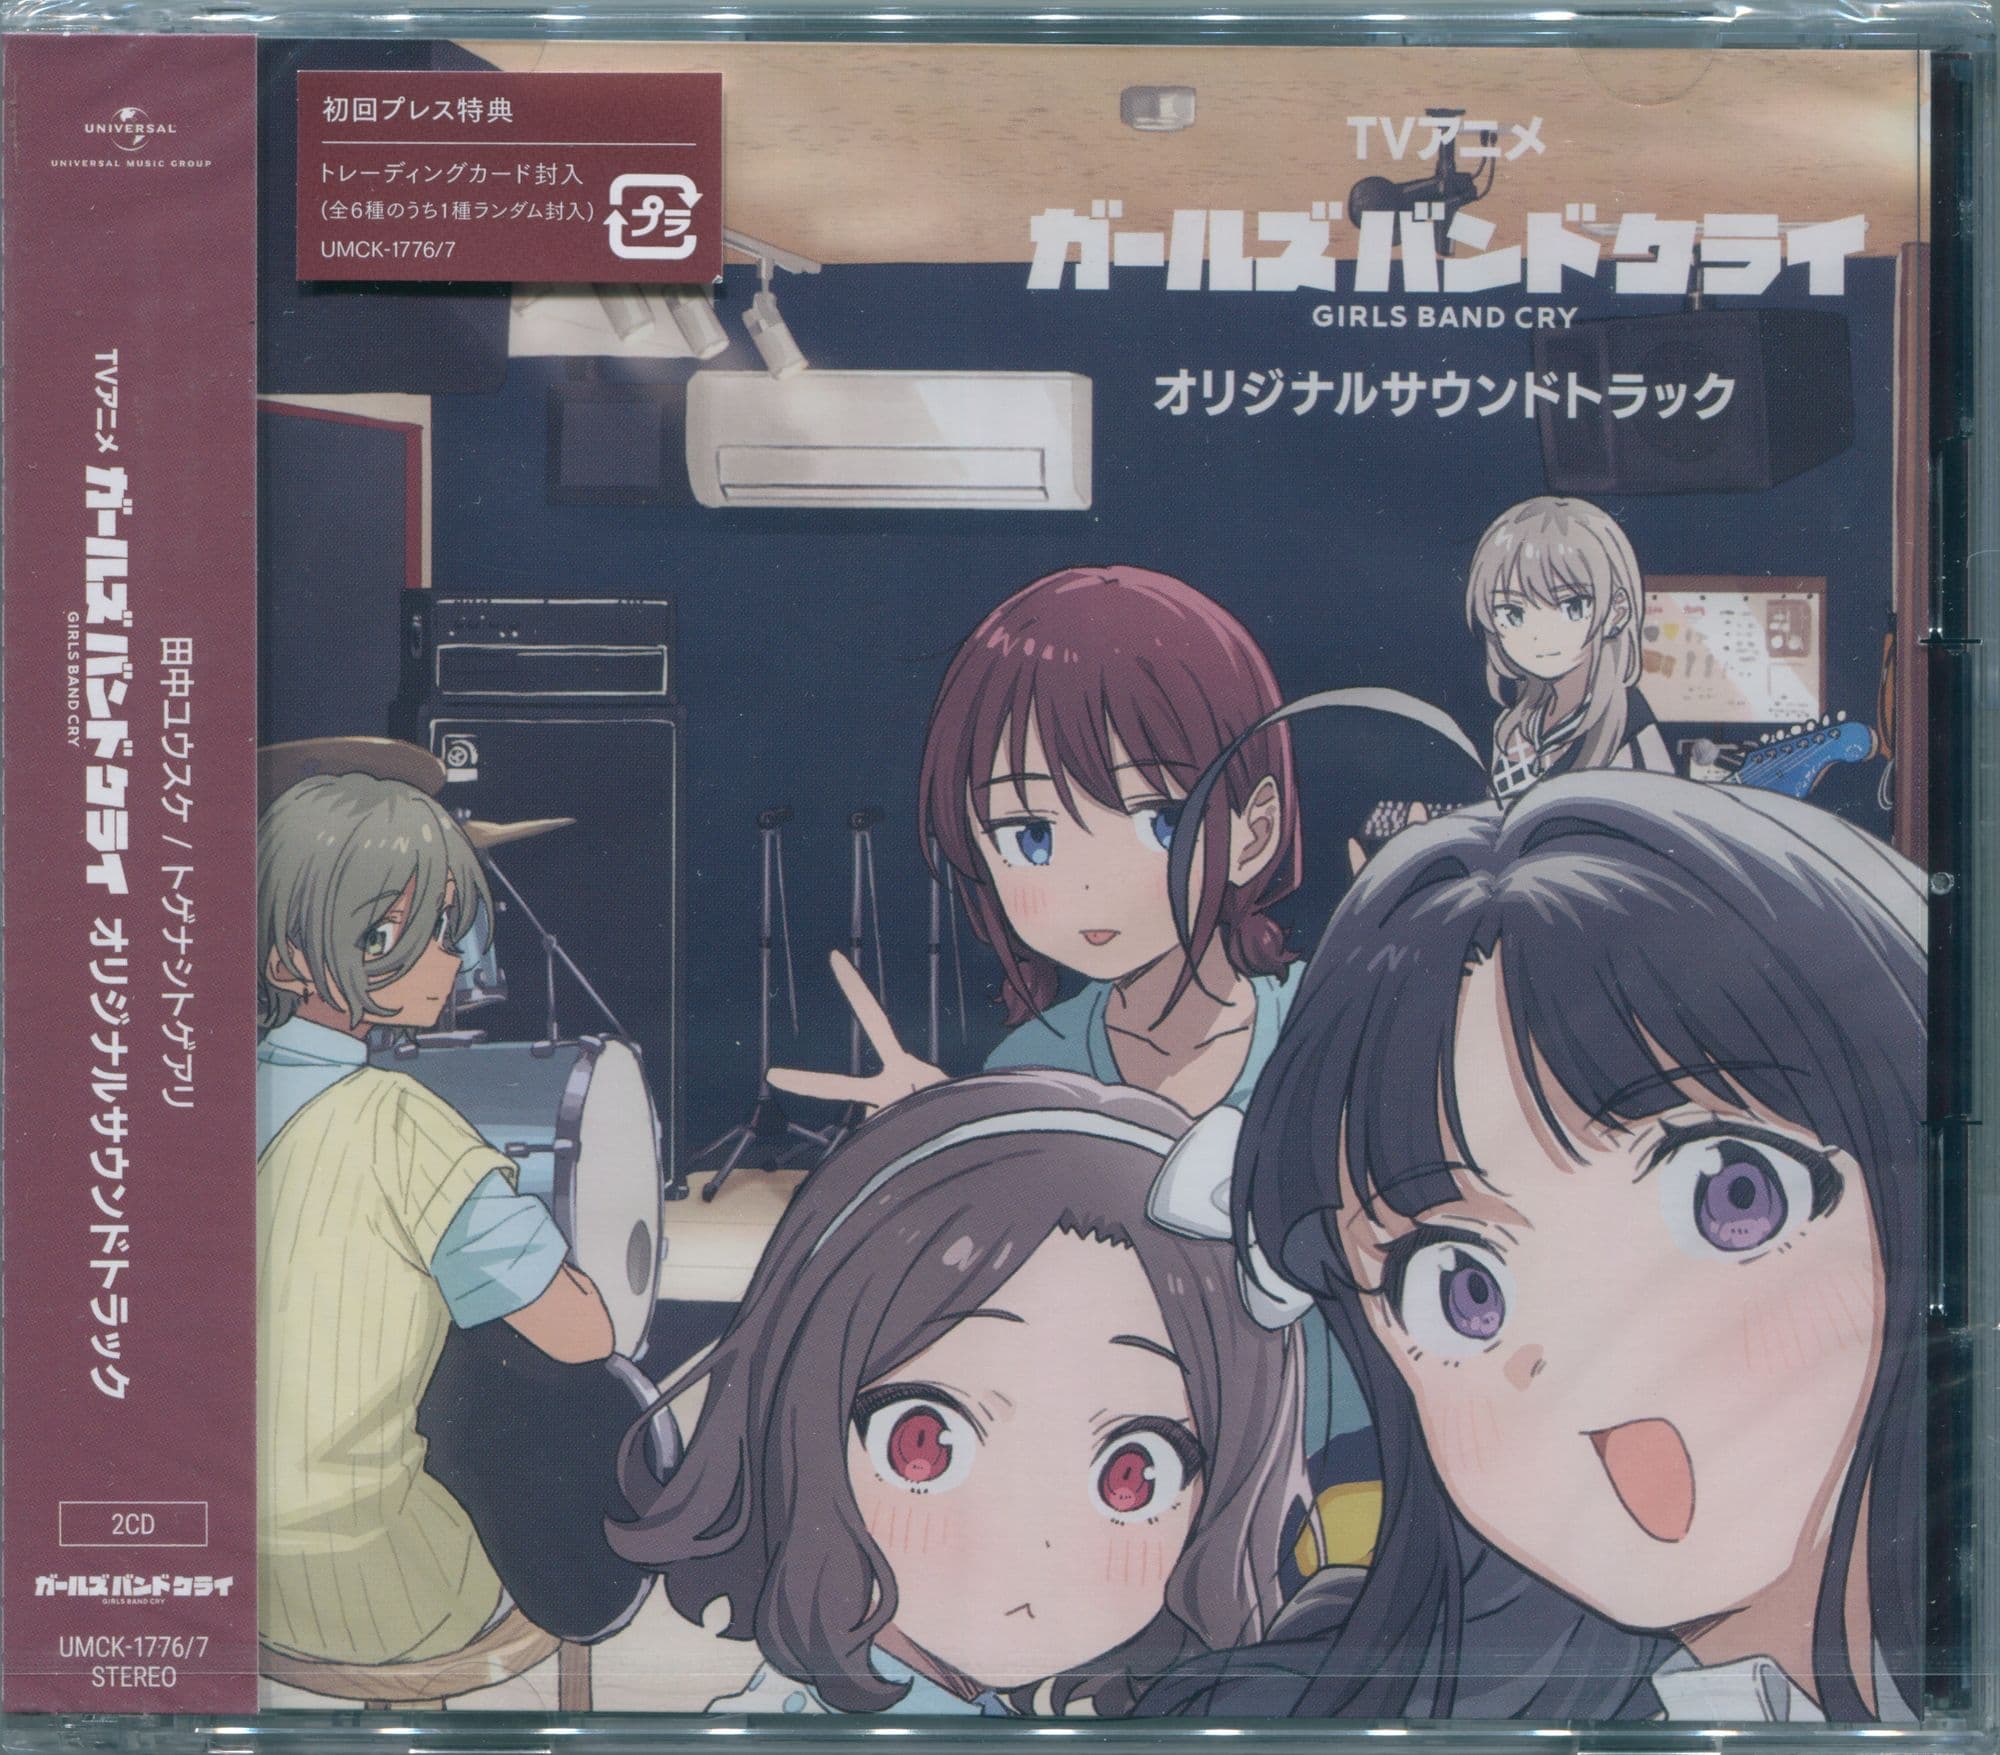 UNIVERSAL
UNIVERSAL MUSIC GROUP
TVアニメ ガールズバンドクライ オリジナルサウンドトラック
GIRLS BAND CRY
田中ユウスケ / トゲナシトゲアリ
2CD
ガールズバンドクライ
GIRLS BAND CRY
UMCK-1776/7
STEREO
初回プレス特典
トレーディングカード封入
(全6種のうち1種ランダム封入)
UMCK-1776/7
プラ
TVアニメ
ガールズバンドクライ
GIRLS BAND CRY
オリジナルサウンドトラック